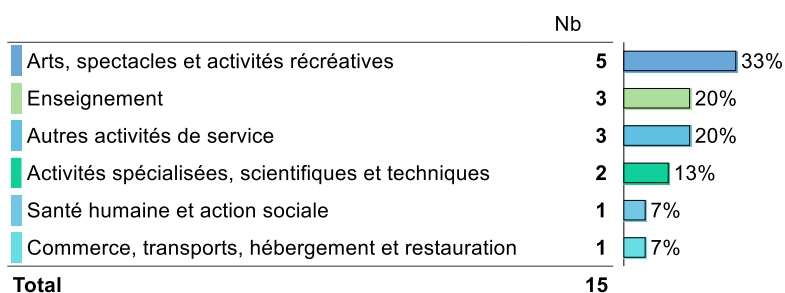 Nb
Arts, spectacles et activités récréatives 5 33%
Enseignement 3 20%
Autres activités de service 3 20%
Activités spécialisées, scientifiques et techniques 2 13%
Santé humaine et action sociale 1 7%
Commerce, transports, hébergement et restauration 1 7%
Total 15